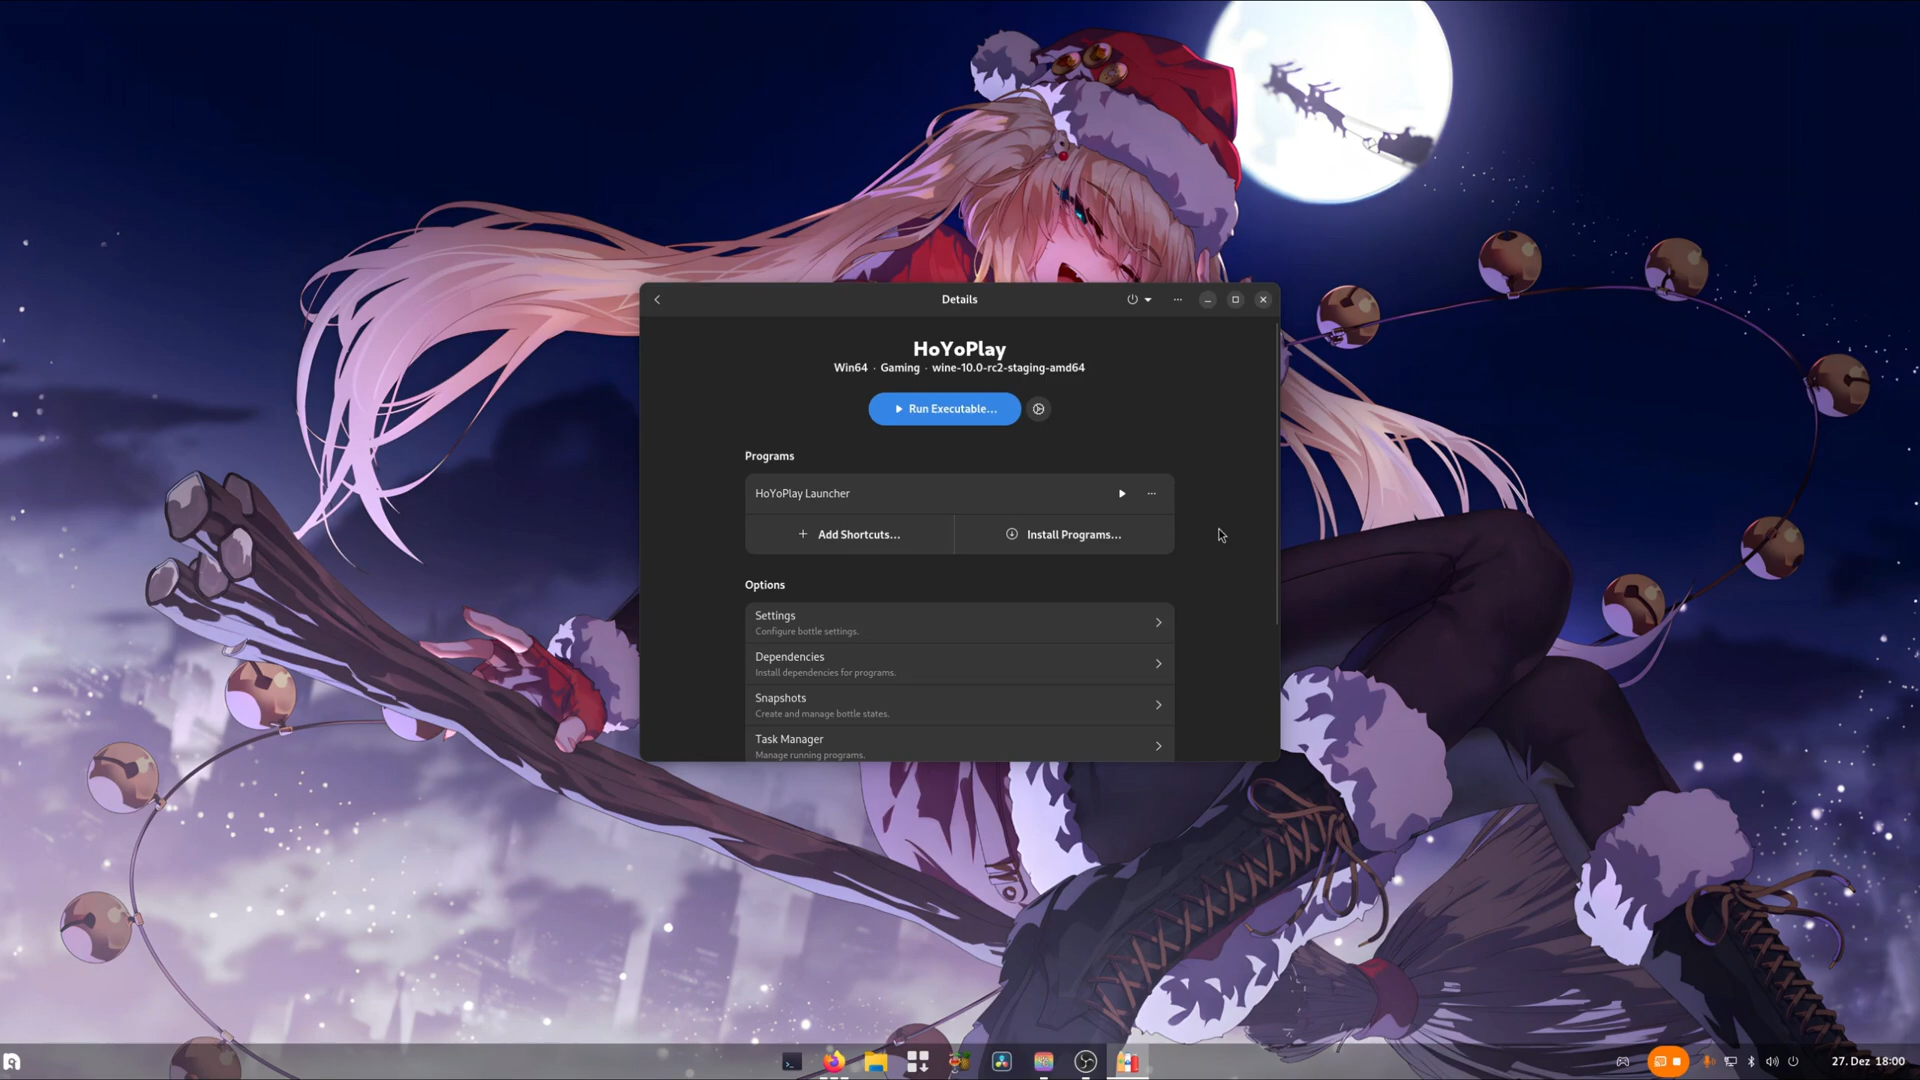 Details
HoYoPlay
Win64 · Gaming · wine-10.0-rc2-staging-amd64
Run Executable...
Programs
HoYoPlay Launcher
Add Shortcuts...
Install Programs...
Options
Settings
Configure bottle settings.
Dependencies
Install dependencies for programs.
Snapshots
Create and manage bottle states.
Task Manager
Manage running programs.
27. Dez 18:00